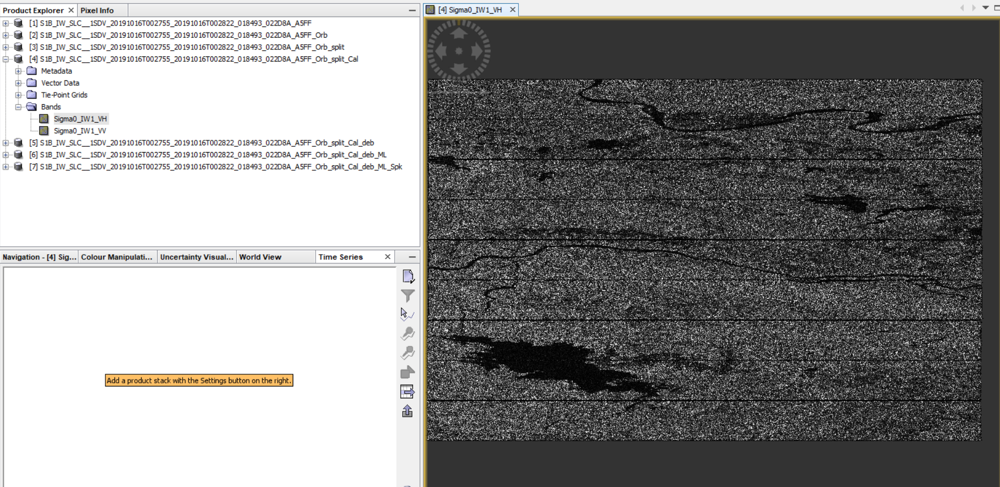 Product Explorer
Pixel Info
[1] S1B_IW_SLC__1SDV_20191016T002755_20191016T002822_018493_022D8A_A5FF
[2] S1B_IW_SLC__1SDV_20191016T002755_20191016T002822_018493_022D8A_A5FF_Orb
[3] S1B_IW_SLC__1SDV_20191016T002755_20191016T002822_018493_022D8A_A5FF_Orb_split
[4] S1B_IW_SLC__1SDV_20191016T002755_20191016T002822_018493_022D8A_A5FF_Orb_split_Cal
Metadata
Vector Data
Tie-Point Grids
Bands
Sigma0_IW1_VH
Sigma0_IW1_VV
[5] S1B_IW_SLC__1SDV_20191016T002755_20191016T002822_018493_022D8A_A5FF_Orb_split_Cal_deb
[6] S1B_IW_SLC__1SDV_20191016T002755_20191016T002822_018493_022D8A_A5FF_Orb_split_Cal_deb_ML
[7] S1B_IW_SLC__1SDV_20191016T002755_20191016T002822_018493_022D8A_A5FF_Orb_split_Cal_deb_ML_Spk
Navigation - [4] Sig...
Colour Manipulati...
Uncertainty Visual...
World View
Time Series
Add a product stack with the Settings button on the right.
[4] Sigma0_IW1_VH